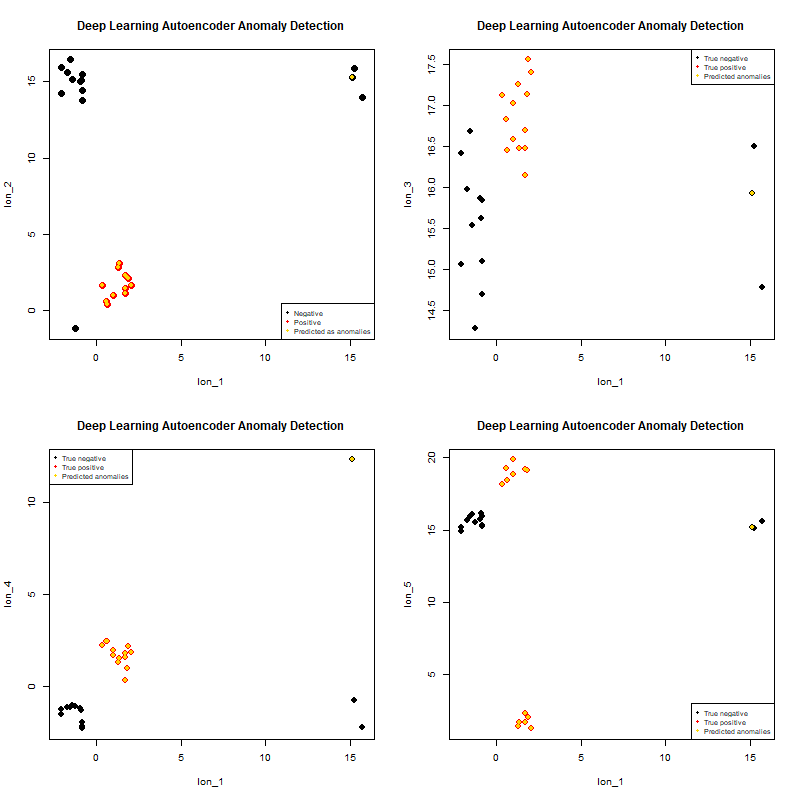 Deep Learning Autoencoder Anomaly Detection
Ion_2
15
10
5
0
Negative
Positive
Predicted as anomalies
0 5 10 15
Ion_1
Deep Learning Autoencoder Anomaly Detection
Ion_3
17.5
17.0
16.5
16.0
15.5
15.0
14.5
True negative
True positive
Predicted anomalies
0 5 10 15
Ion_1
Deep Learning Autoencoder Anomaly Detection
Ion_4
10
5
0
True negative
True positive
Predicted anomalies
0 5 10 15
Ion_1
Deep Learning Autoencoder Anomaly Detection
Ion_5
20
15
10
5
True negative
True positive
Predicted anomalies
0 5 10 15
Ion_1